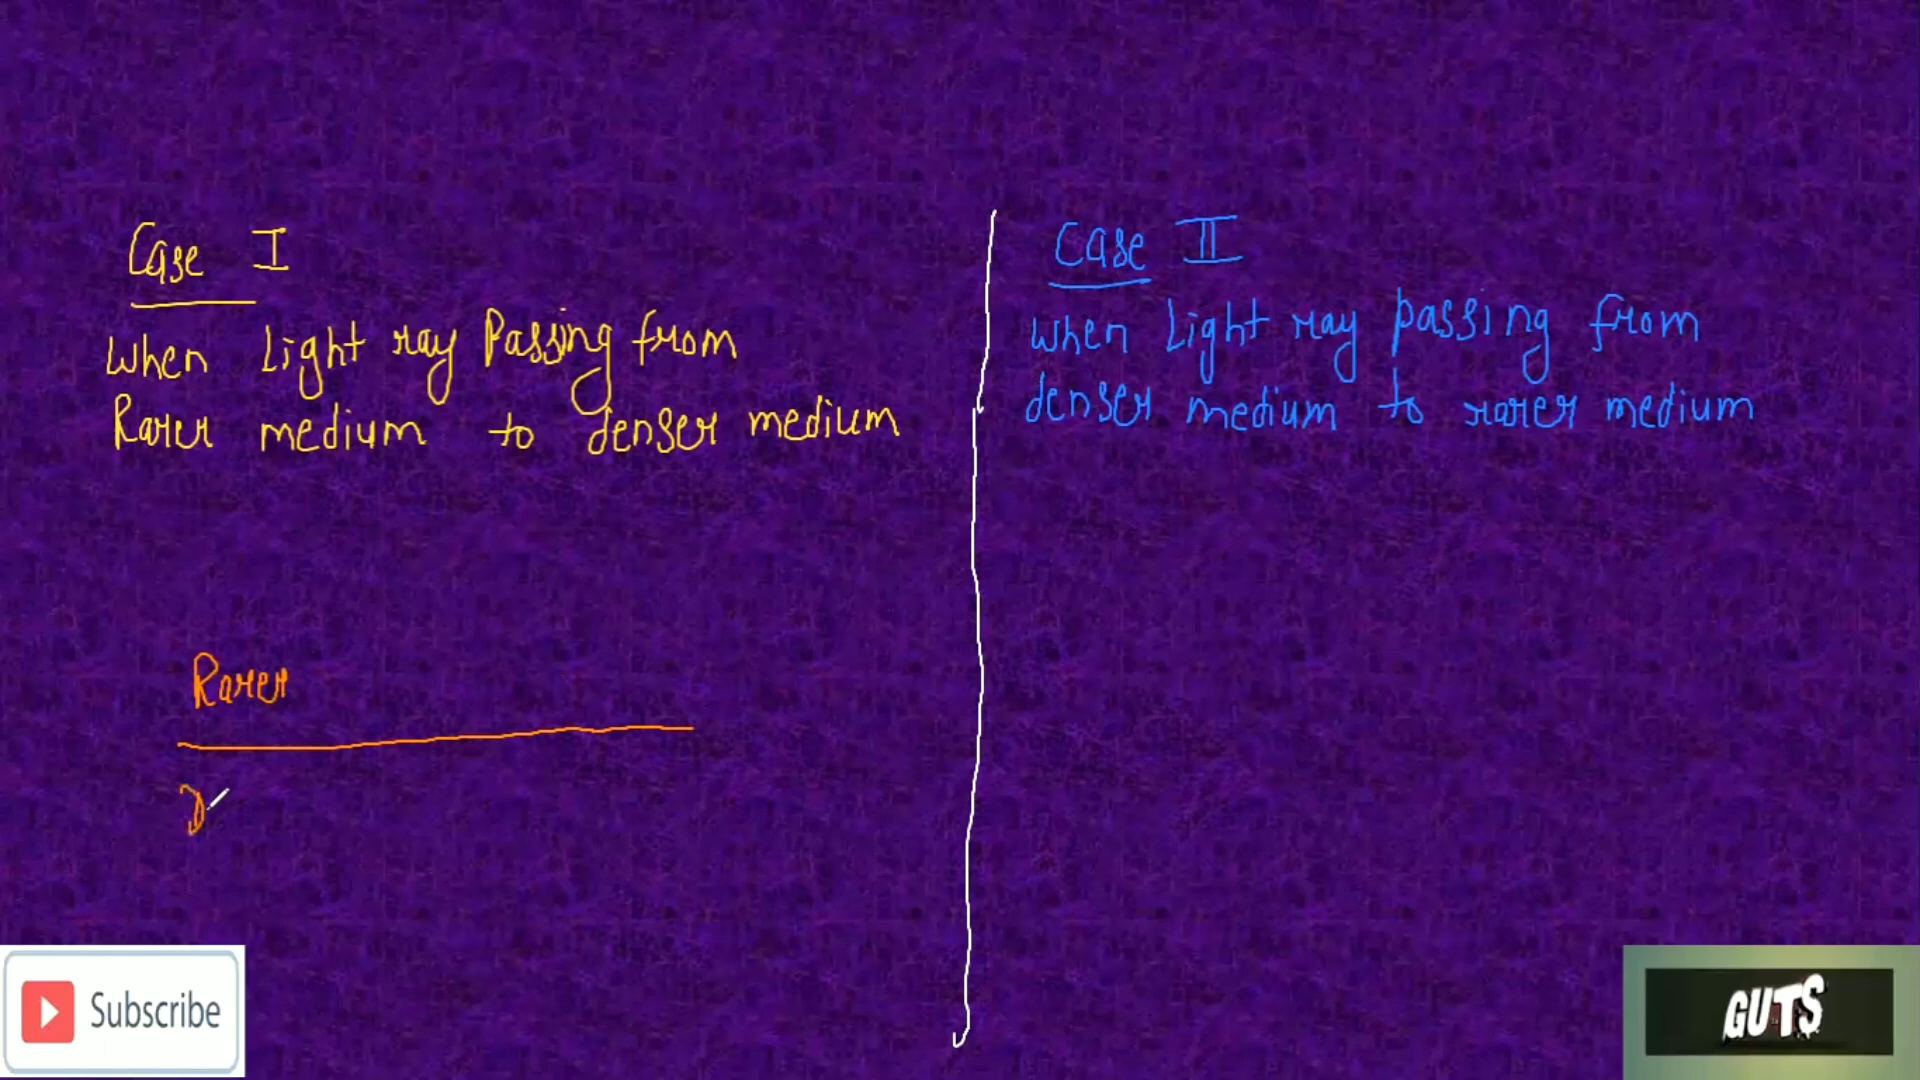 Case I
When Light ray Passing from
Rarer medium to denser medium
Case II
When Light ray passing from
denser medium to rarer medium
Rarer
D
Subscribe
GUTS